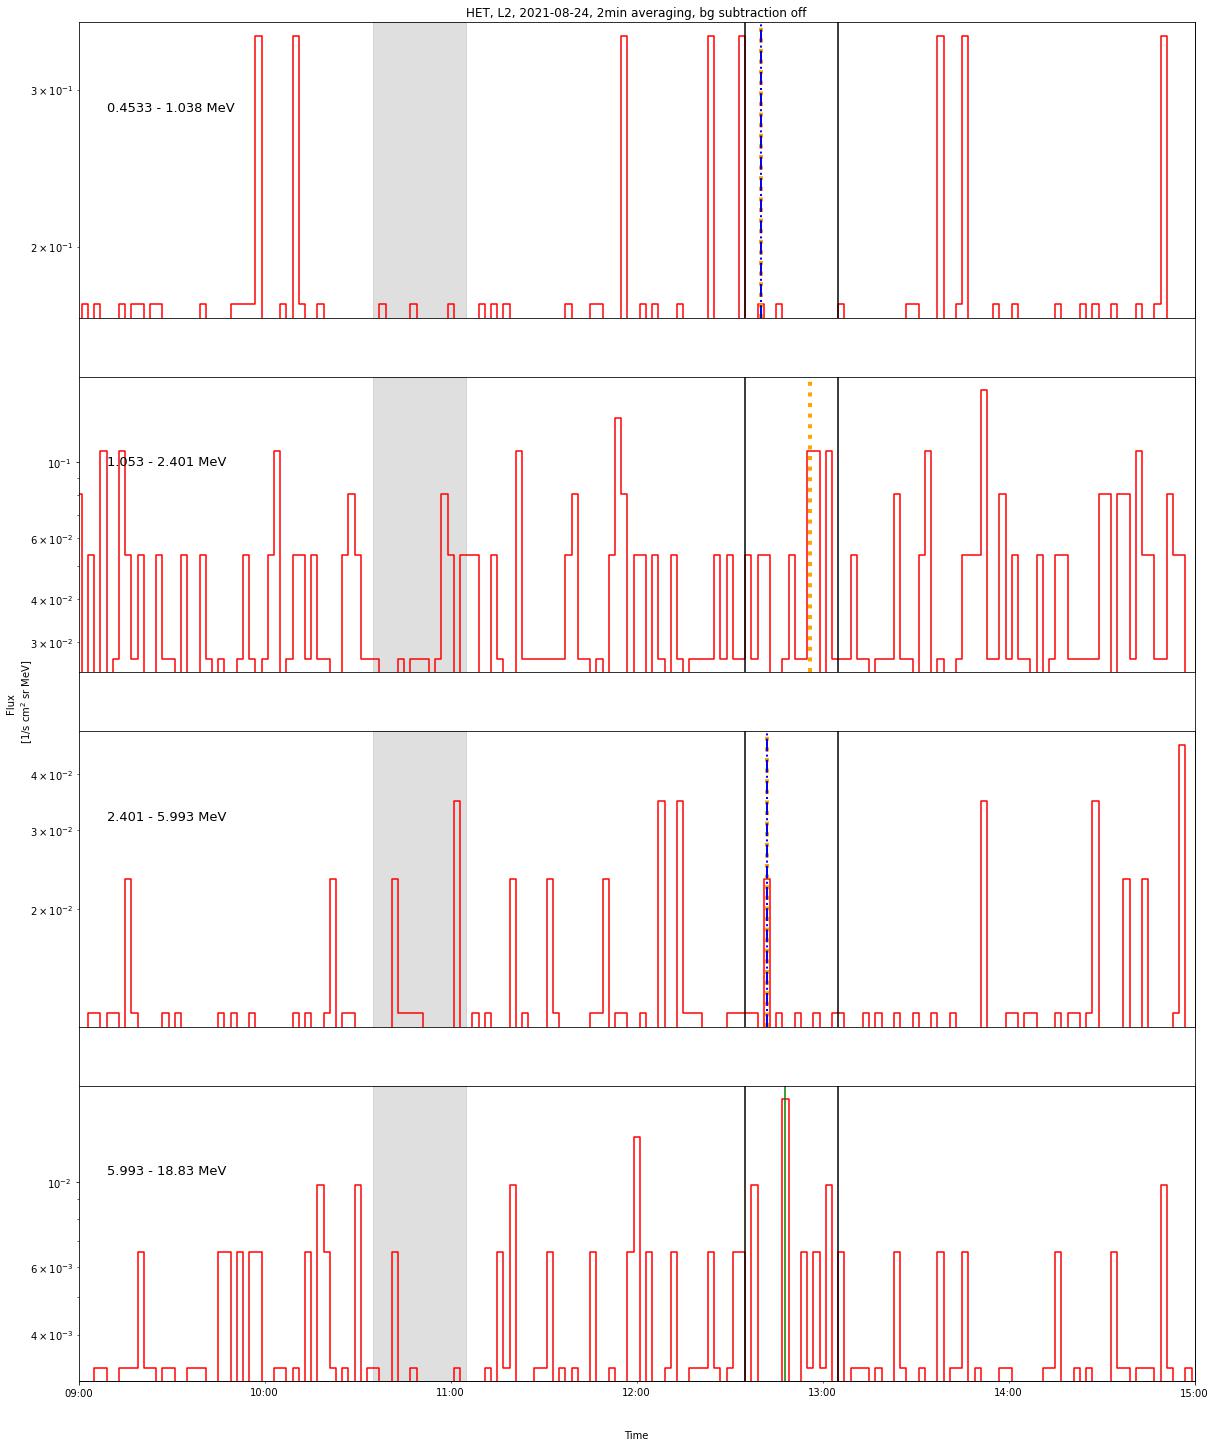 HET, L2, 2021-08-24, 2min averaging, bg subtraction off
3 × 10⁻¹
0.4533 - 1.038 MeV
2 × 10⁻¹
10⁻¹
1.053 - 2.401 MeV
6 × 10⁻²
4 × 10⁻²
3 × 10⁻²
Flux
[1/s cm² sr MeV]
4 × 10⁻²
3 × 10⁻²
2.401 - 5.993 MeV
2 × 10⁻²
5.993 - 18.83 MeV
10⁻²
6 × 10⁻³
4 × 10⁻³
09:00 10:00 11:00 12:00 13:00 14:00 15:00
Time